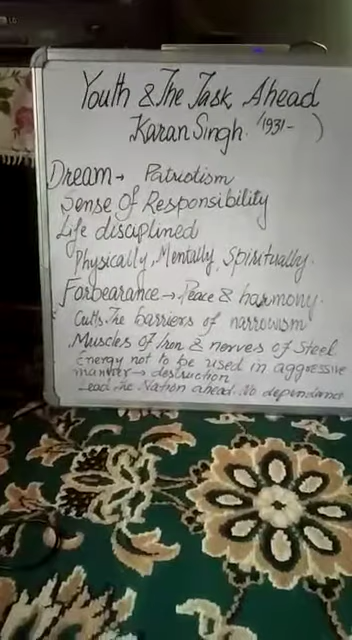 Youth & The Task Ahead
Karan Singh. (1931- )
Dream → Patriotism
Sense Of Responsibility
Life disciplined
Physically, Mentally, Spiritually.
Forbearance → Peace & harmony.
Cutts The barriers of narrowism
Muscles of Iron & nerves of Steel
Energy not to be used in aggressive
manner → destruction
Lead The Nation ahead. No dependance